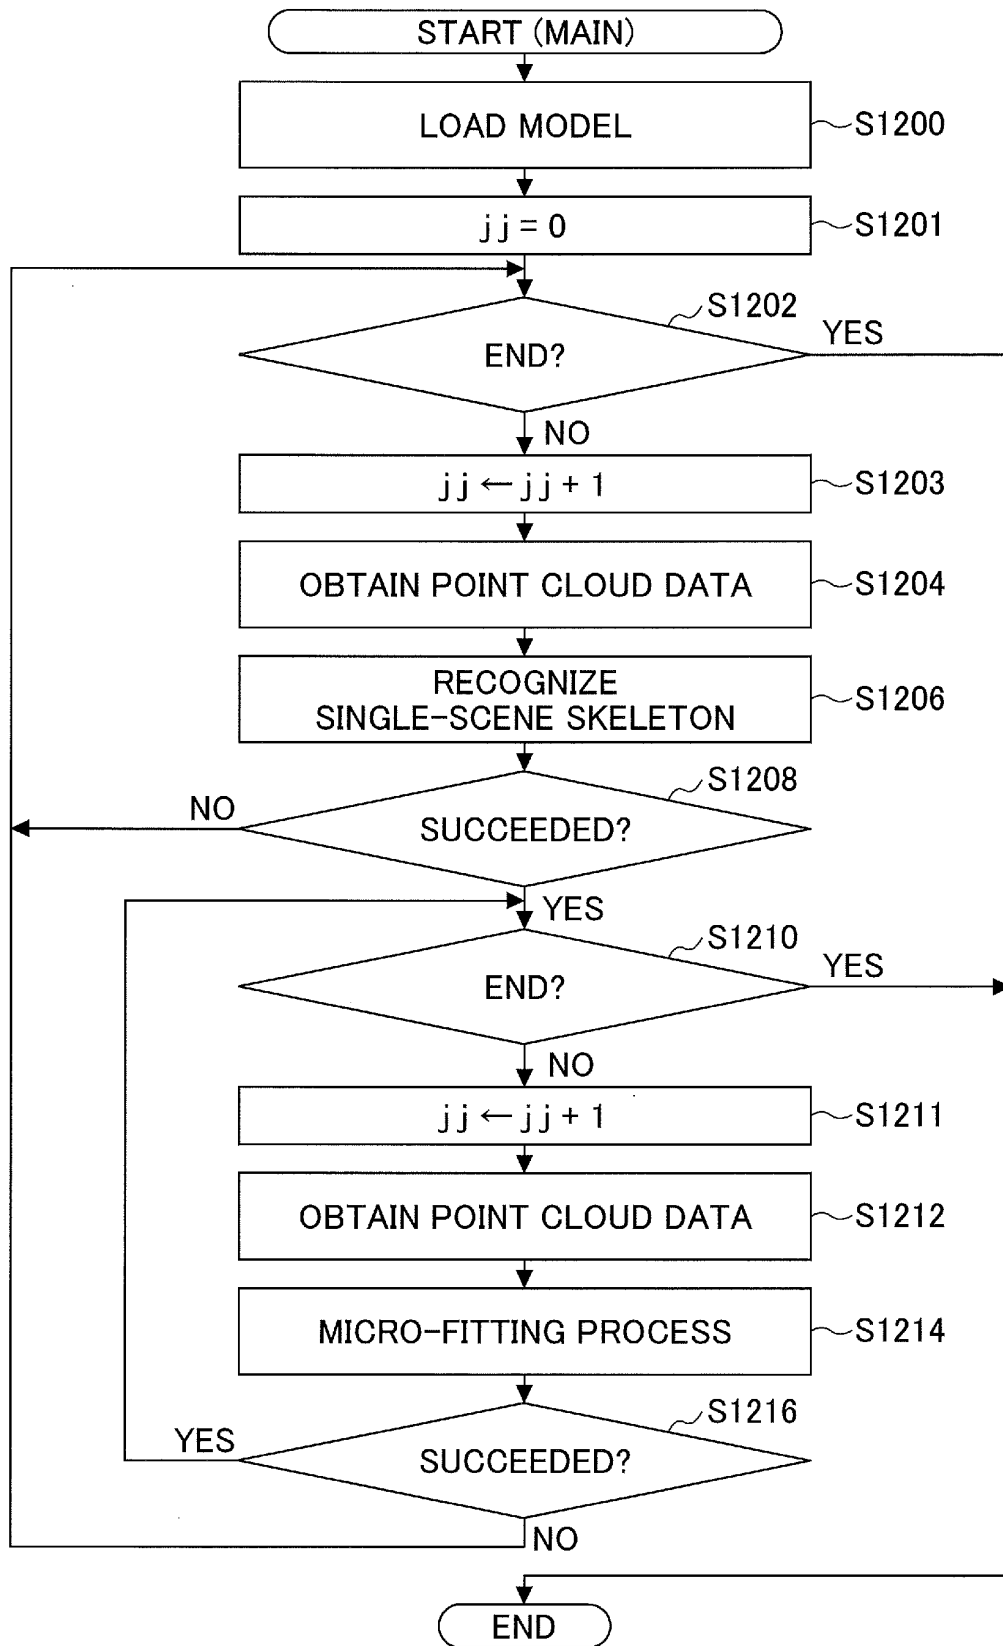 START (MAIN)
LOAD MODEL
S1200
jj = 0
S1201
S1202
END?
YES
NO
jj ← jj + 1
S1203
OBTAIN POINT CLOUD DATA
S1204
RECOGNIZE
SINGLE-SCENE SKELETON
S1206
S1208
NO
SUCCEEDED?
YES
S1210
END?
YES
NO
jj ← jj + 1
S1211
OBTAIN POINT CLOUD DATA
S1212
MICRO-FITTING PROCESS
S1214
S1216
YES
SUCCEEDED?
NO
END